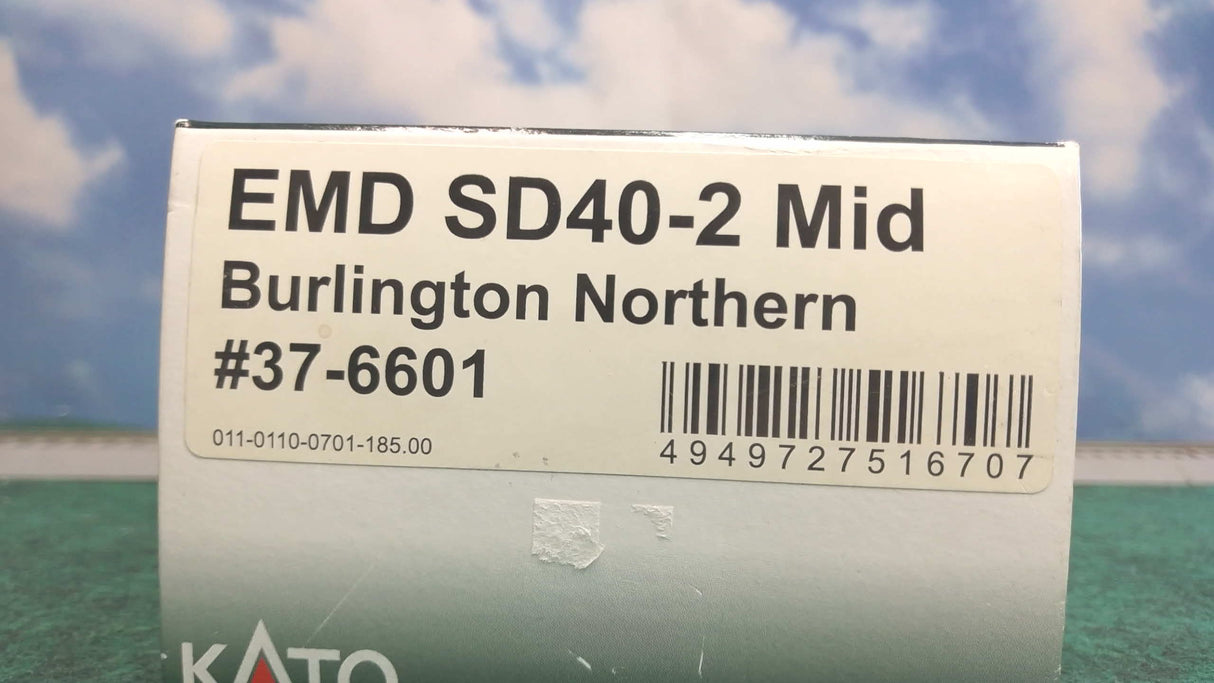 EMD SD40-2 Mid
Burlington Northern
#37-6601
011-0110-0701-185.00
4949727516707
KATO